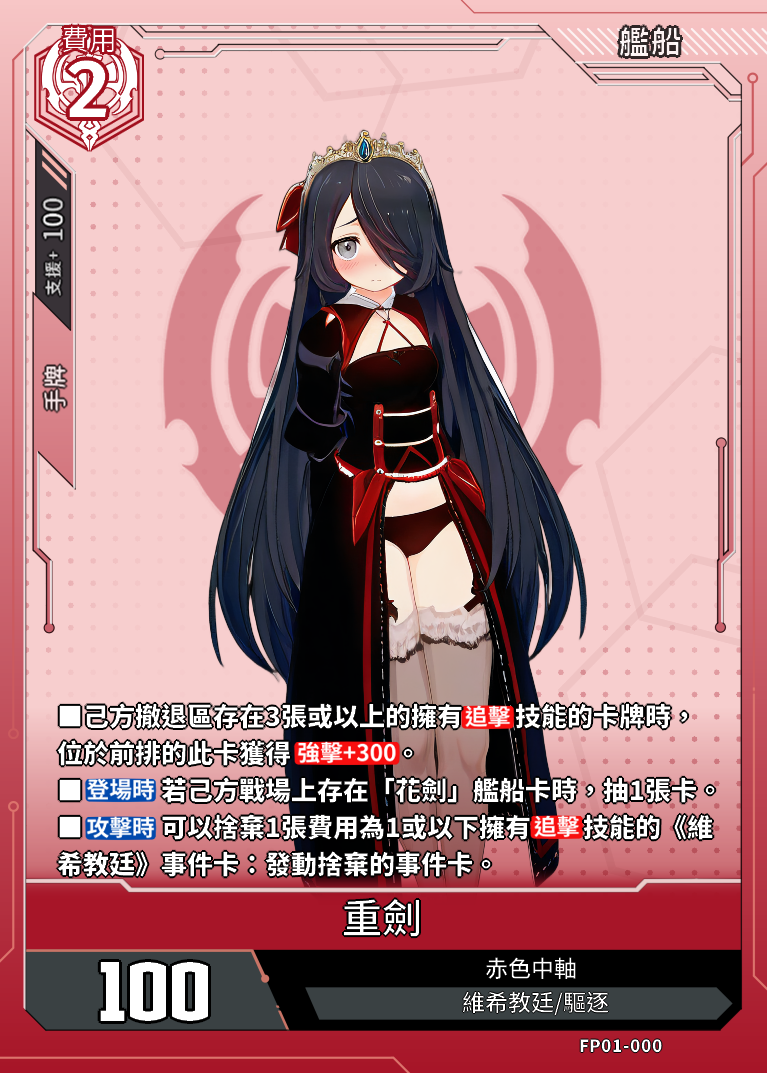 費用
艦船
2
支援+ 100
手牌
■己方撤退區存在3張或以上的擁有追擊技能的卡牌時，
位於前排的此卡獲得 強擊+300。
■登場時 若己方戰場上存在「花劍」艦船卡時，抽1張卡。
■攻擊時 可以捨棄1張費用為1或以下擁有追擊技能的《維
希教廷》事件卡：發動捨棄的事件卡。
重劍
100
赤色中軸
維希教廷/驅逐
FP01-000